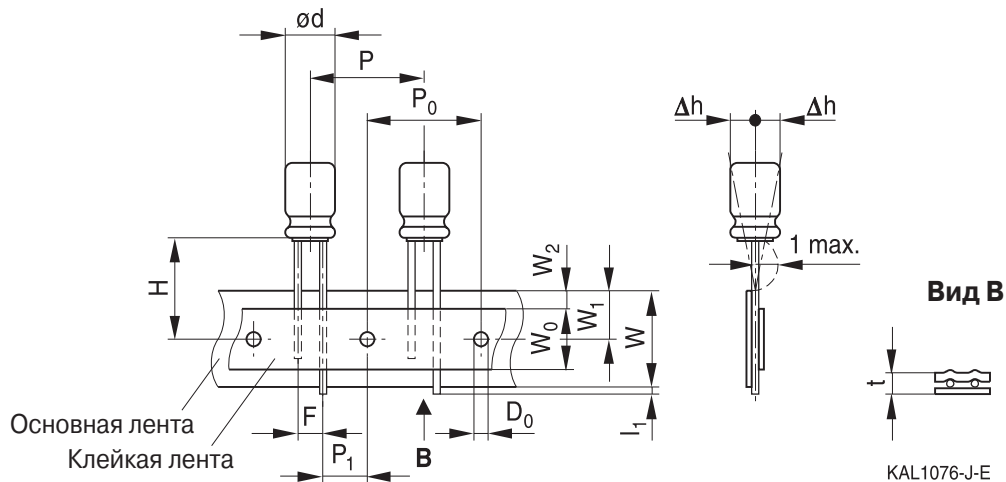 ød
P
P₀
Δh Δh
H
W₂
W₁
W₀
W
1 max.
Вид B
t
Основная лента
Клейкая лента
F
P₁
B
D₀
l₁
KAL1076-J-E